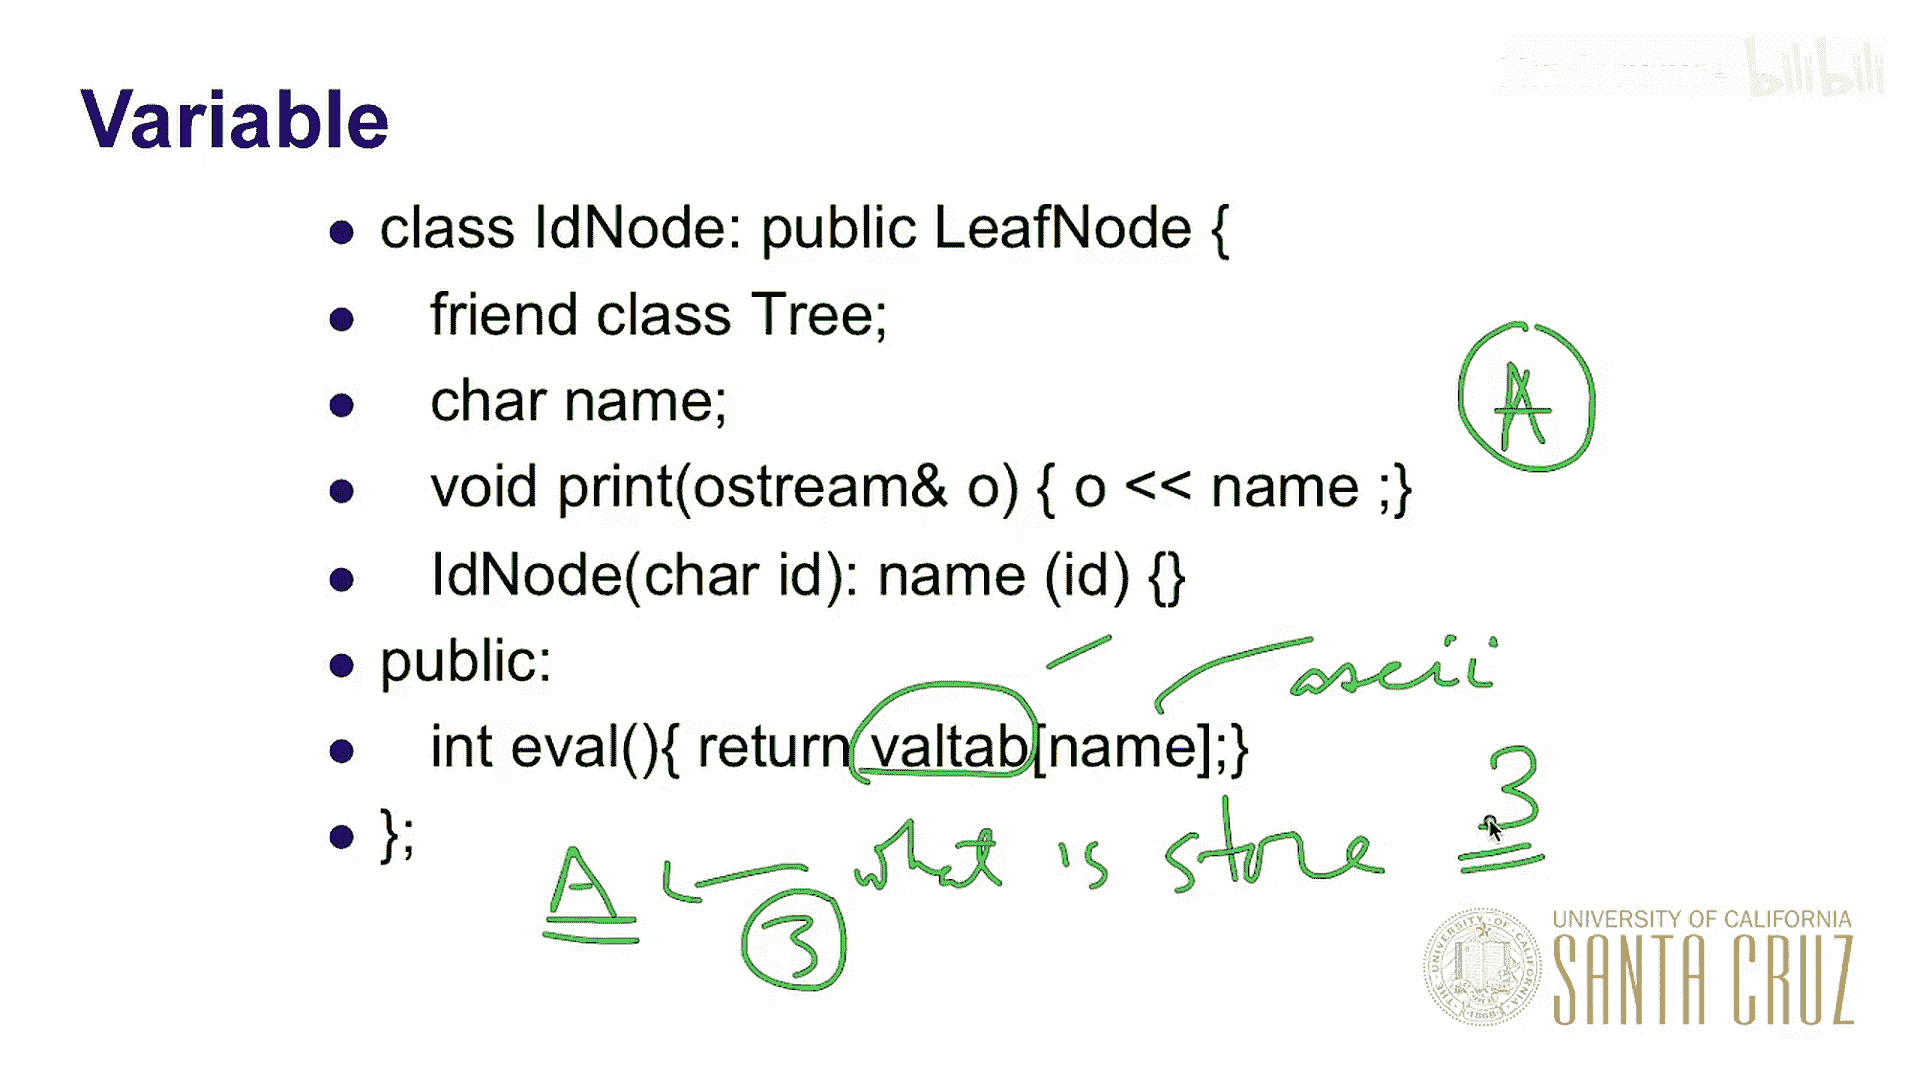 bilibili
Variable
• class IdNode: public LeafNode {
• friend class Tree;
• char name;
A
• void print(ostream& o) { o << name ;}
• IdNode(char id): name (id) {}
• public:
ascii
• int eval(){ return valtab[name];}
• };
A what is store 3
3
UNIVERSITY OF CALIFORNIA
SANTA CRUZ